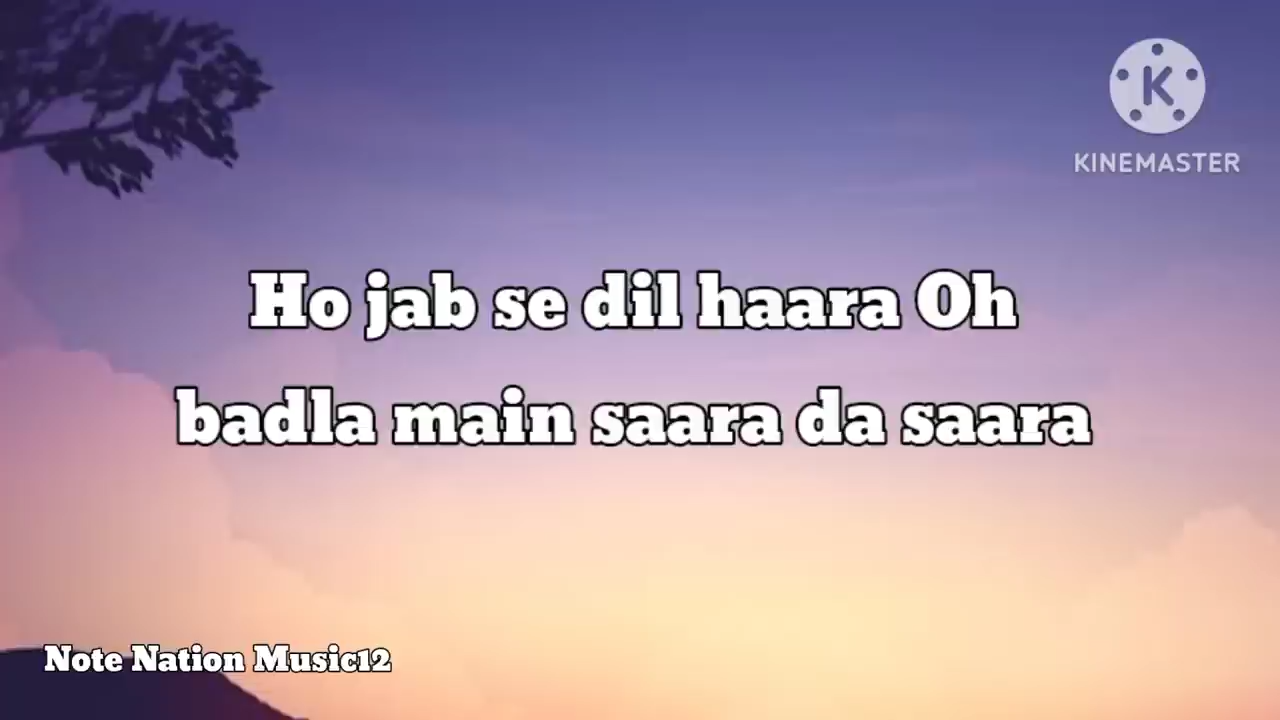 K
KINEMASTER
Ho jab se dil haara Oh
badla main saara da saara
Note Nation Music12